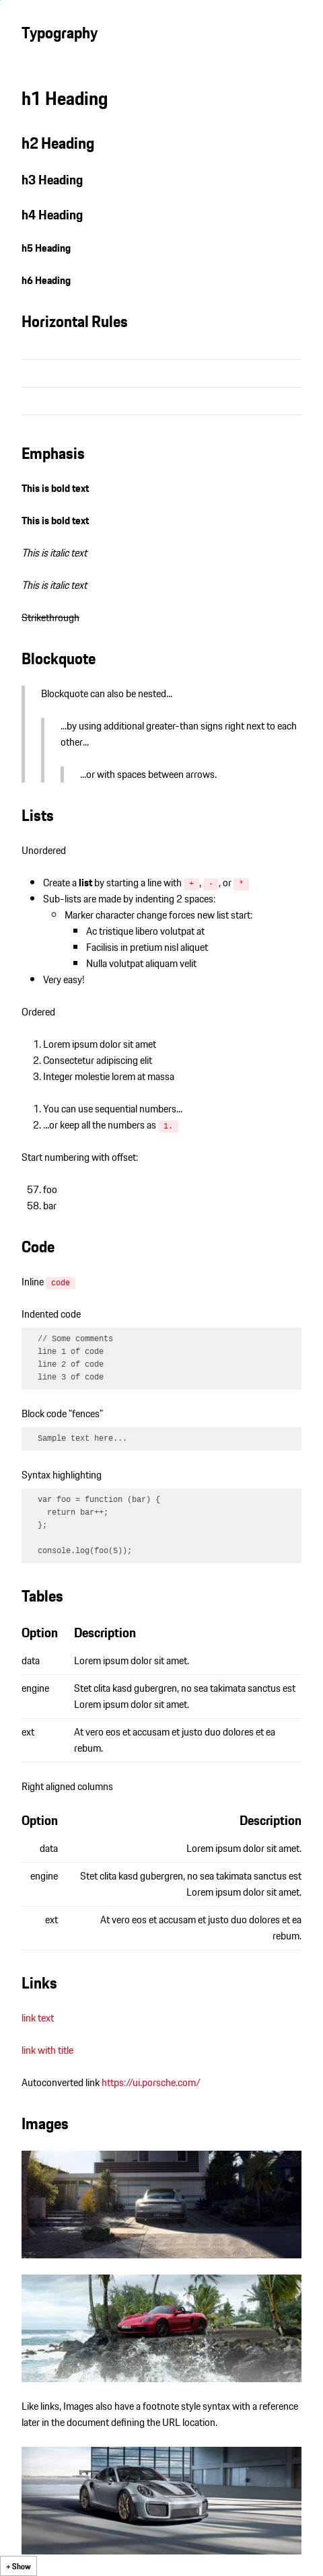 Typography
h1 Heading
h2 Heading
h3 Heading
h4 Heading
h5 Heading
h6 Heading
Horizontal Rules
Emphasis
This is bold text
This is bold text
This is italic text
This is italic text
Strikethrough
Blockquote
Blockquote can also be nested...
...by using additional greater-than signs right next to each
other...
...or with spaces between arrows.
Lists
Unordered
Create a list by starting a line with +, -, or *
Sub-lists are made by indenting 2 spaces:
Marker character change forces new list start:
Ac tristique libero volutpat at
Facilisis in pretium nisl aliquet
Nulla volutpat aliquam velit
Very easy!
Ordered
1. Lorem ipsum dolor sit amet
2. Consectetur adipiscing elit
3. Integer molestie lorem at massa
1. You can use sequential numbers...
2. ...or keep all the numbers as 1.
Start numbering with offset:
57. foo
58. bar
Code
Inline code
Indented code
// Some comments
line 1 of code
line 2 of code
line 3 of code
Block code "fences"
Sample text here...
Syntax highlighting
var foo = function (bar) {
  return bar++;
};
console.log(foo(5));
Tables
Option Description
data Lorem ipsum dolor sit amet.
engine Stet clita kasd gubergren, no sea takimata sanctus est
Lorem ipsum dolor sit amet.
ext At vero eos et accusam et justo duo dolores et ea
rebum.
Right aligned columns
Option Description
data Lorem ipsum dolor sit amet.
engine Stet clita kasd gubergren, no sea takimata sanctus est
Lorem ipsum dolor sit amet.
ext At vero eos et accusam et justo duo dolores et ea
rebum.
Links
link text
link with title
Autoconverted link https://ui.porsche.com/
Images
Like links, Images also have a footnote style syntax with a reference
later in the document defining the URL location.
+ Show